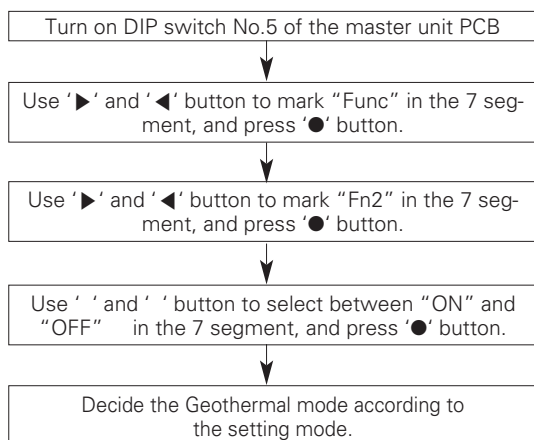 Turn on DIP switch No.5 of the master unit PCB
Use ‘▶‘ and ‘◀‘ button to mark “Func” in the 7 seg-
ment, and press ‘●‘ button.
Use ‘▶‘ and ‘◀‘ button to mark “Fn2” in the 7 seg-
ment, and press ‘●‘ button.
Use ‘ ‘ and ‘ ‘ button to select between “ON” and
“OFF” in the 7 segment, and press ‘●‘ button.
Decide the Geothermal mode according to
the setting mode.